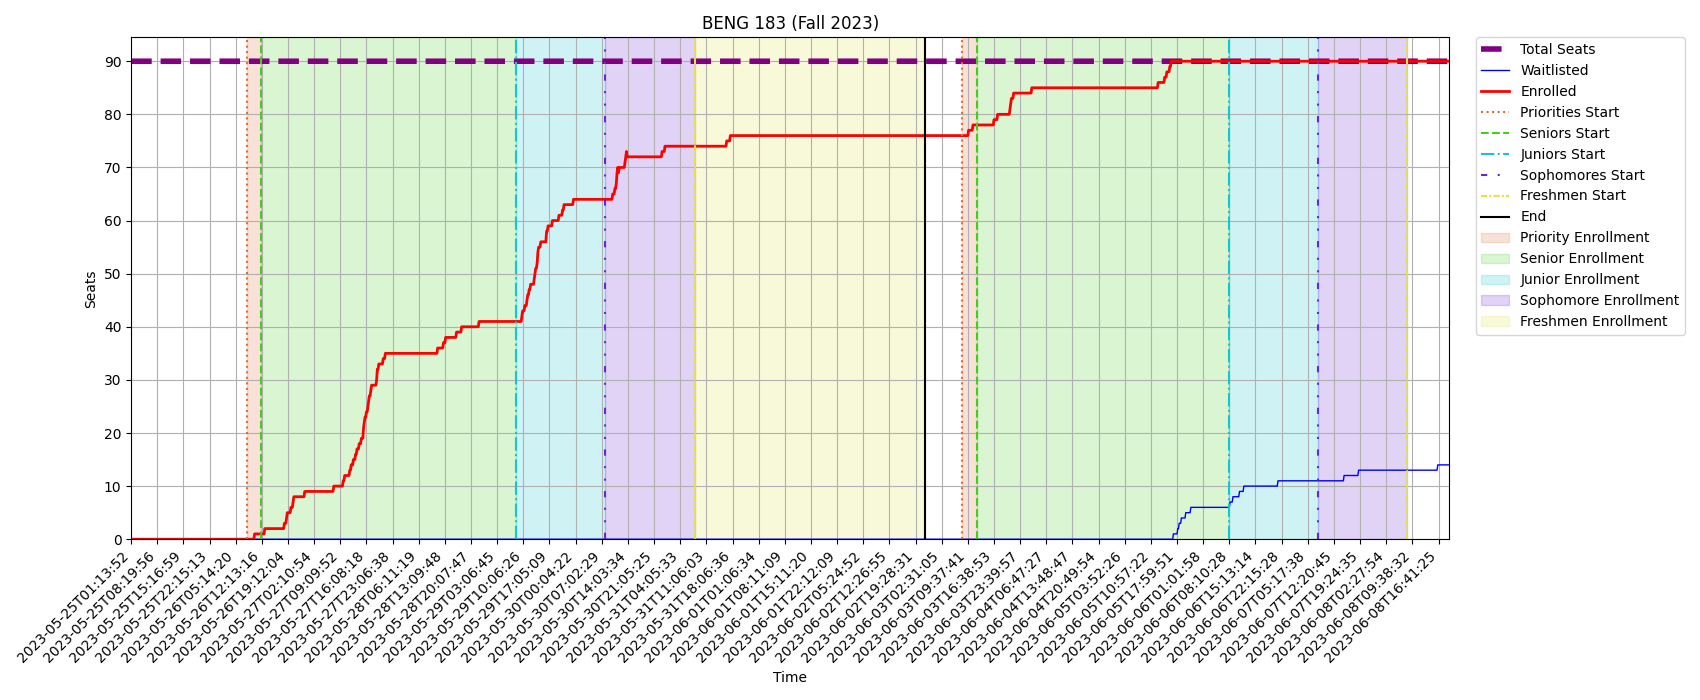 BENG 183 (Fall 2023)
Seats
90
80
70
60
50
40
30
20
10
0
2023-05-25T01:13:52
2023-05-25T08:19:56
2023-05-25T15:16:59
2023-05-25T22:15:13
2023-05-26T05:14:20
2023-05-26T12:13:16
2023-05-26T19:12:04
2023-05-27T02:10:54
2023-05-27T09:09:52
2023-05-27T16:08:18
2023-05-27T23:06:38
2023-05-28T06:11:19
2023-05-28T13:09:48
2023-05-28T20:07:47
2023-05-29T03:06:45
2023-05-29T10:06:26
2023-05-29T17:05:09
2023-05-30T00:04:22
2023-05-30T07:02:29
2023-05-30T14:03:34
2023-05-30T21:05:25
2023-05-31T04:05:33
2023-05-31T11:06:03
2023-05-31T18:06:36
2023-06-01T01:06:34
2023-06-01T08:11:09
2023-06-01T15:11:20
2023-06-01T22:12:09
2023-06-02T05:24:52
2023-06-02T12:26:55
2023-06-02T19:28:31
2023-06-03T02:31:05
2023-06-03T09:37:41
2023-06-03T16:38:53
2023-06-03T23:39:57
2023-06-04T06:47:27
2023-06-04T13:48:47
2023-06-04T20:49:54
2023-06-05T03:52:26
2023-06-05T10:57:22
2023-06-05T17:59:51
2023-06-06T01:01:58
2023-06-06T08:10:28
2023-06-06T15:13:14
2023-06-06T22:15:28
2023-06-07T05:17:38
2023-06-07T12:20:45
2023-06-07T19:24:35
2023-06-08T02:27:54
2023-06-08T09:38:32
2023-06-08T16:41:25
Time
Total Seats
Waitlisted
Enrolled
Priorities Start
Seniors Start
Juniors Start
Sophomores Start
Freshmen Start
End
Priority Enrollment
Senior Enrollment
Junior Enrollment
Sophomore Enrollment
Freshmen Enrollment